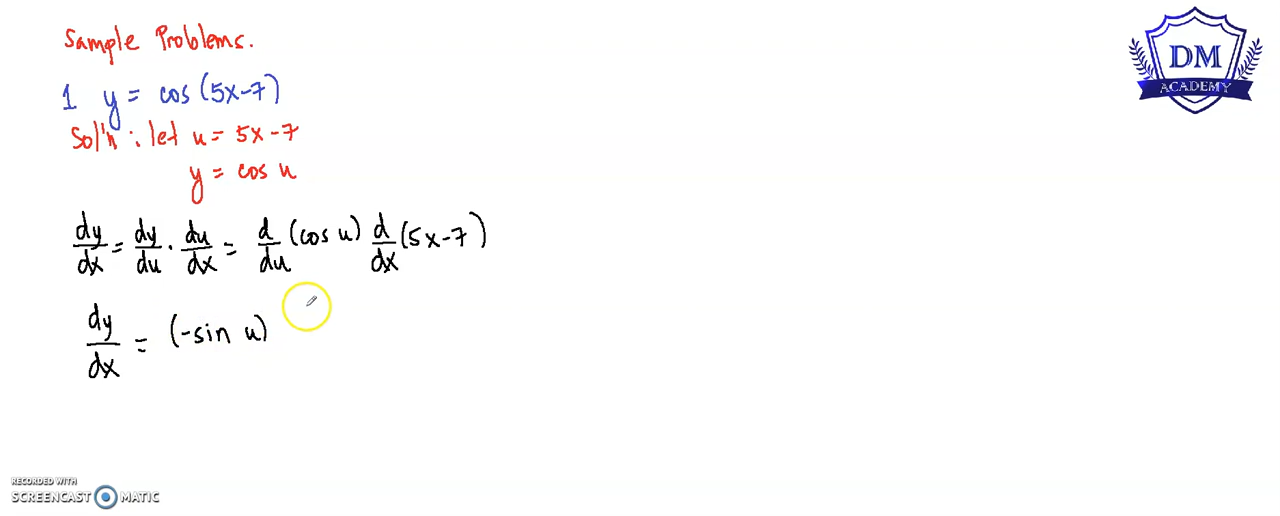 Sample Problems.
DM
ACADEMY
1 y = cos (5x-7)
Sol'n : let u = 5x-7
y = cos u
dy/dx = dy/du · du/dx = d/du (cos u) d/dx (5x-7)
dy/dx = (-sin u)
RECORDED WITH
SCREENCAST MATIC